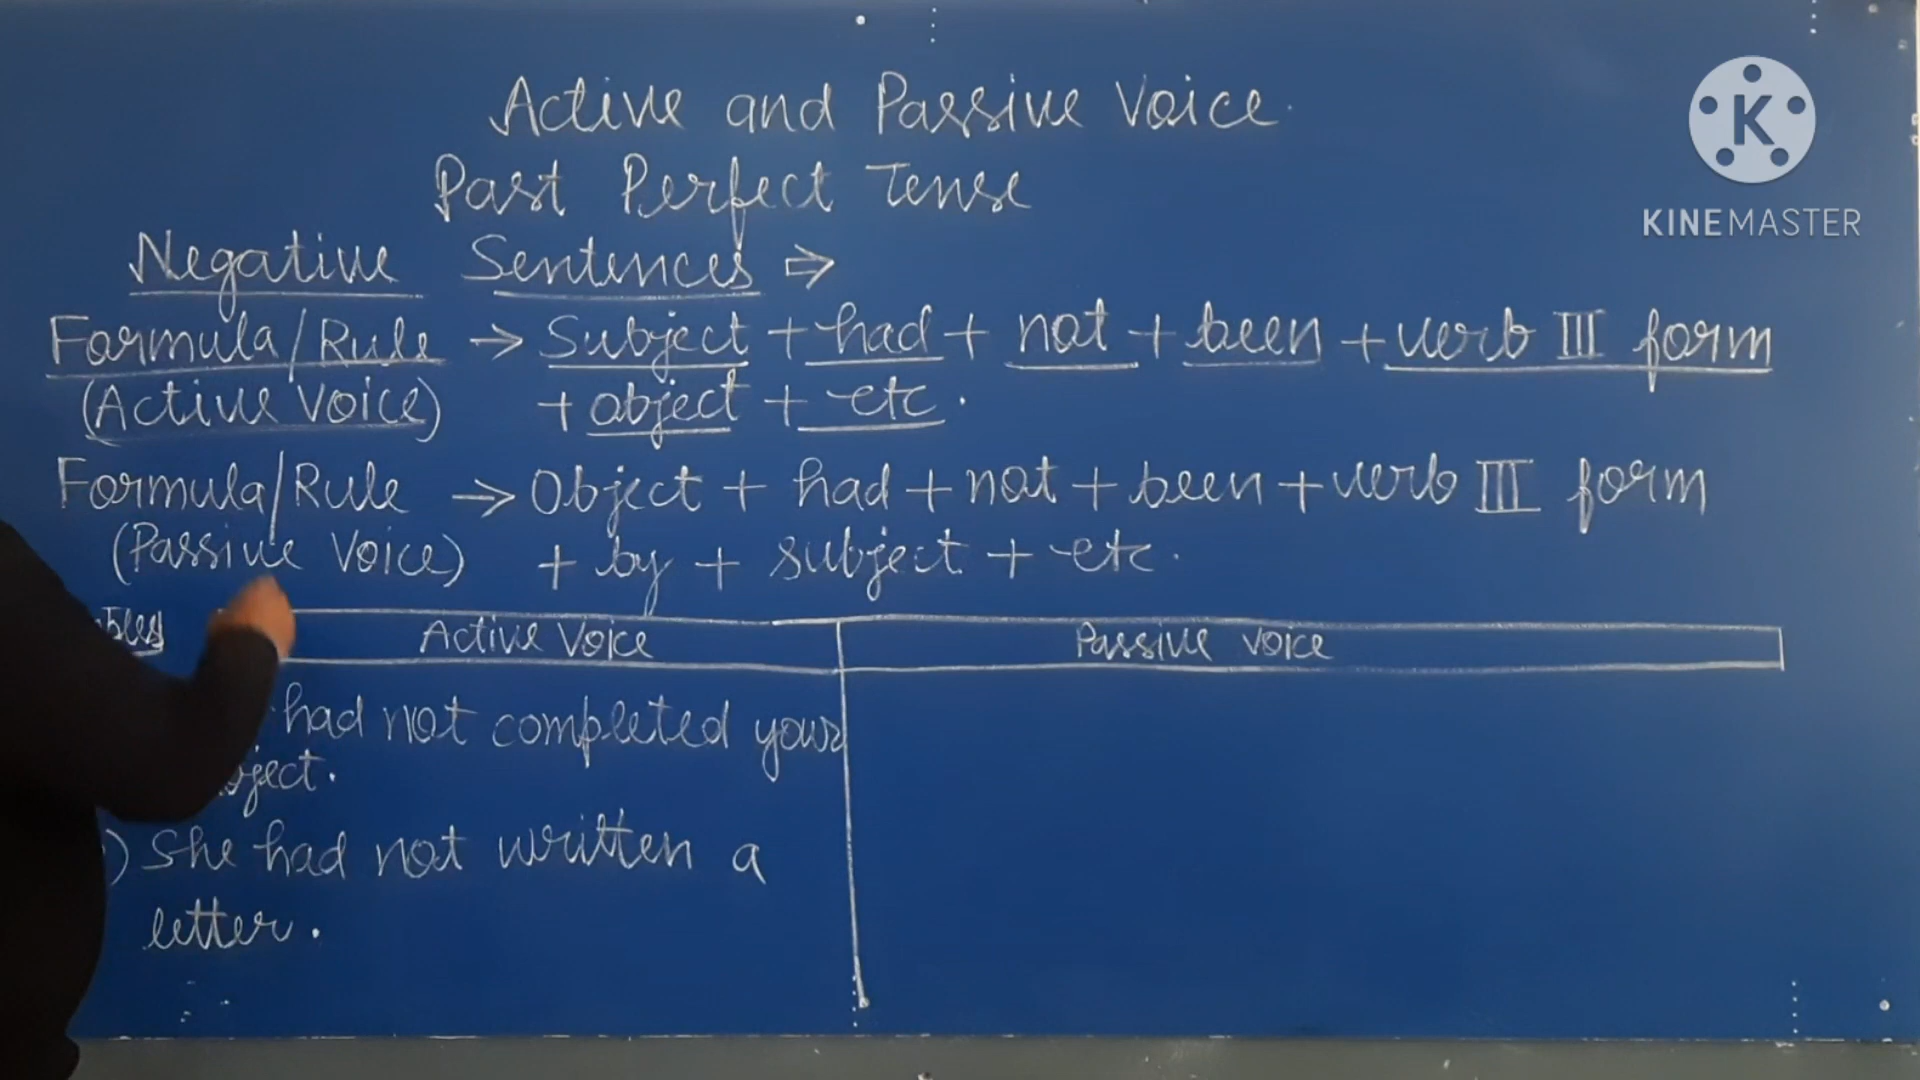 Active and Passive Voice.
Past Perfect Tense
Negative Sentences ⇒
Formula/Rule → Subject + had + not + been + verb III form
(Active Voice) + object + etc.
Formula/Rule → Object + had + not + been + verb III form
(Passive Voice) + by + subject + etc.
Active Voice
Passive voice
had not completed your
) She had not written a
letter.
K
KINEMASTER